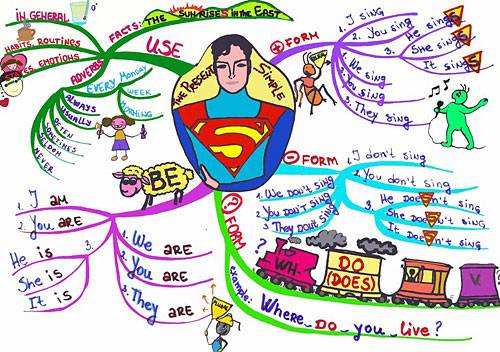 IN GENERAL
HABITS, ROUTINES
EMOTIONS
FACTS: THE SUN RISES IN the EAST
USE
ADVERBS
EVERY Monday
WEEK
MORNING
ALWAYS
USUALLY
OFTEN
SOMETIMES
SELDOM
NEVER
THE PRESENT SIMPLE
S
+ FORM
1. I sing
2. You sing
3. He singS
She singS
It singS
1. We sing
2. You sing
3. They sing
- FORM
1. I don't sing
2. You don't sing
3. He DoeSn't sing
She DoeSn't sing
It DoeSn't sing
1. We DON'T SING
2. YOU DON'T SING
3. They DON'T SING
BE
1. I AM
2. You ARE
3. He is
She is
It is
1. We ARE
2. You ARE
3. They ARE
? FORM
?
WH-
DO
(DOES)
V.
example: Where DO you live?